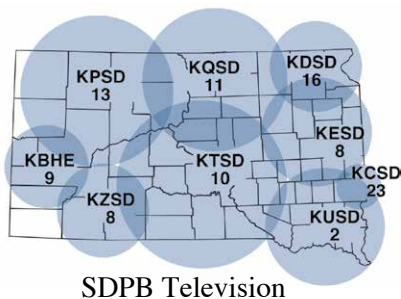 KPSD
13
KQSD
11
KDSD
16
KBHE
9
KTSD
10
KESD
8
KCSD
23
KZSD
8
KUSD
2
SDPB Television